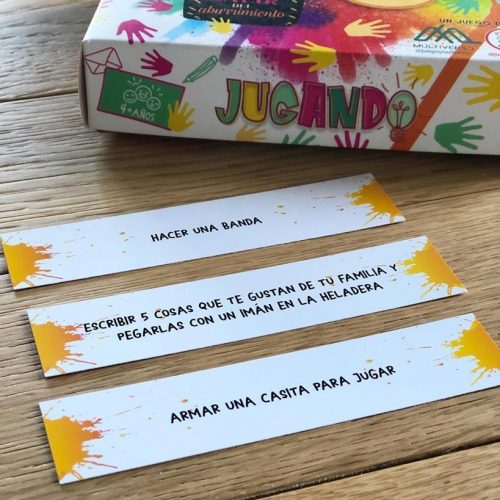 DEL
aburrimiento
UN JUEGO D
MULTIVERSO
4+ AÑOS
JUGANDO
HACER UNA BANDA
ESCRIBIR 5 COSAS QUE TE GUSTAN DE TU FAMILIA Y
PEGARLAS CON UN IMÁN EN LA HELADERA
ARMAR UNA CASITA PARA JUGAR